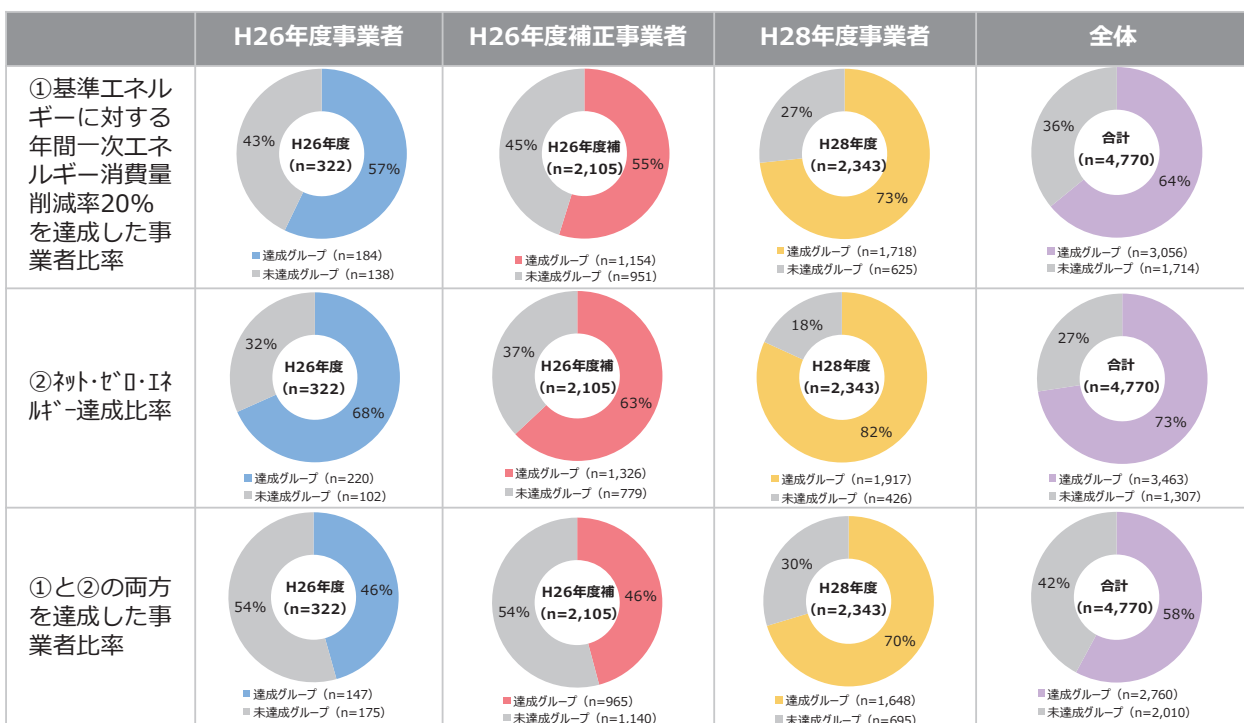 H26年度事業者
H26年度補正事業者
H28年度事業者
全体
①基準エネル
ギーに対する
年間一次エネ
ルギー消費量
削減率20%
を達成した事
業者比率
43%
H26年度
(n=322)
57%
達成グループ(n=184)
未達成グループ(n=138)
45%
H26年度補
(n=2,105)
55%
達成グループ(n=1,154)
未達成グループ(n=951)
27%
H28年度
(n=2,343)
73%
達成グループ(n=1,718)
未達成グループ(n=625)
36%
合計
(n=4,770)
64%
達成グループ(n=3,056)
未達成グループ(n=1,714)
②ネット・ゼロ・エネ
ルギー達成比率
32%
H26年度
(n=322)
68%
達成グループ(n=220)
未達成グループ(n=102)
37%
H26年度補
(n=2,105)
63%
達成グループ(n=1,326)
未達成グループ(n=779)
18%
H28年度
(n=2,343)
82%
達成グループ(n=1,917)
未達成グループ(n=426)
27%
合計
(n=4,770)
73%
達成グループ(n=3,463)
未達成グループ(n=1,307)
①と②の両方
を達成した事
業者比率
54%
H26年度
(n=322)
46%
達成グループ(n=147)
未達成グループ(n=175)
54%
H26年度補
(n=2,105)
46%
達成グループ(n=965)
未達成グループ(n=1,140)
30%
H28年度
(n=2,343)
70%
達成グループ(n=1,648)
未達成グループ(n=695)
42%
合計
(n=4,770)
58%
達成グループ(n=2,760)
未達成グループ(n=2,010)